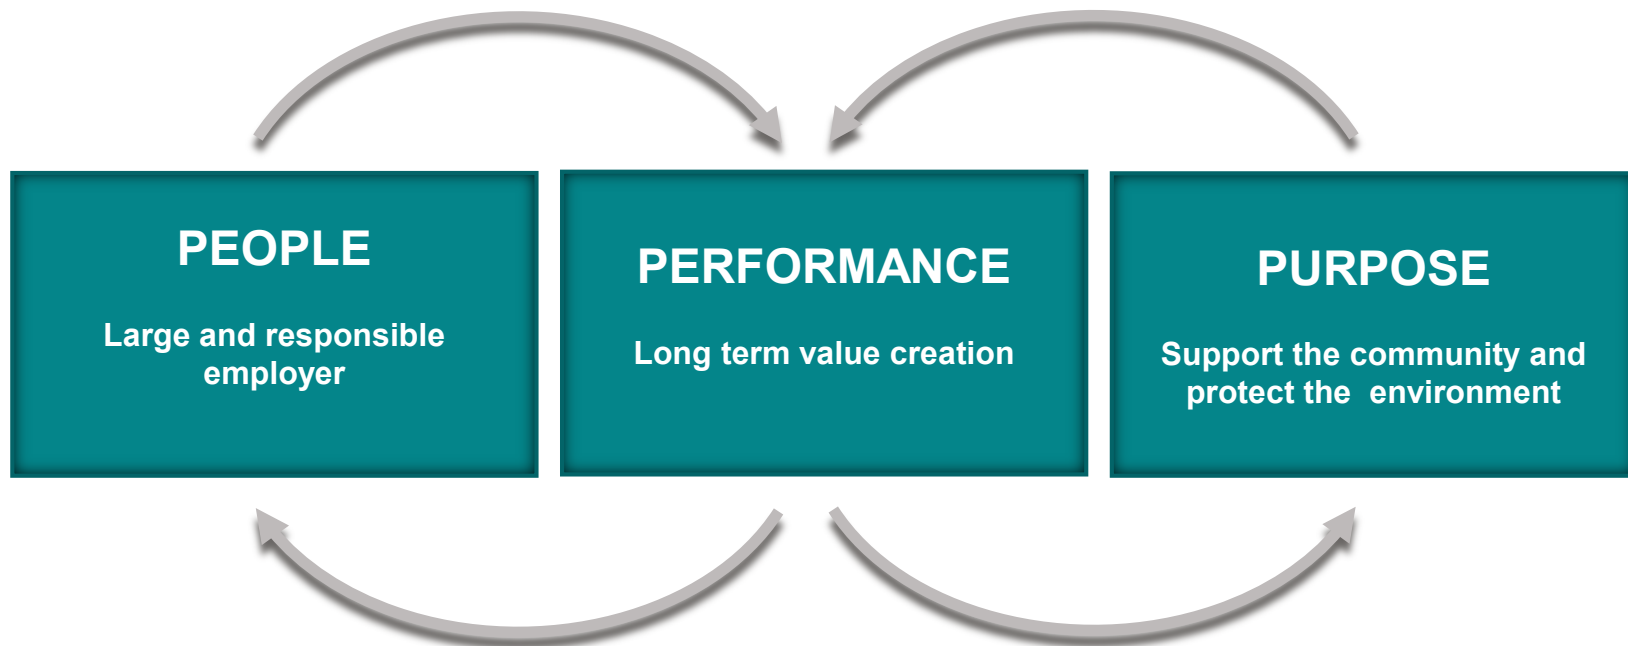 PEOPLE
Large and responsible
employer
PERFORMANCE
Long term value creation
PURPOSE
Support the community and
protect the  environment